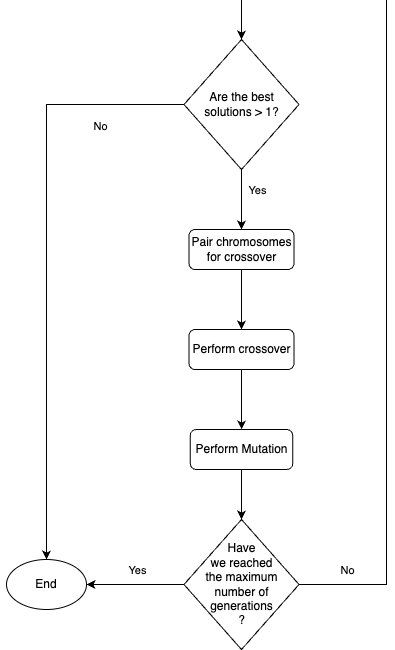 Are the best
solutions > 1?
No
Yes
Pair chromosomes
for crossover
Perform crossover
Perform Mutation
Have
we reached
the maximum
number of
generations
?
Yes
No
End